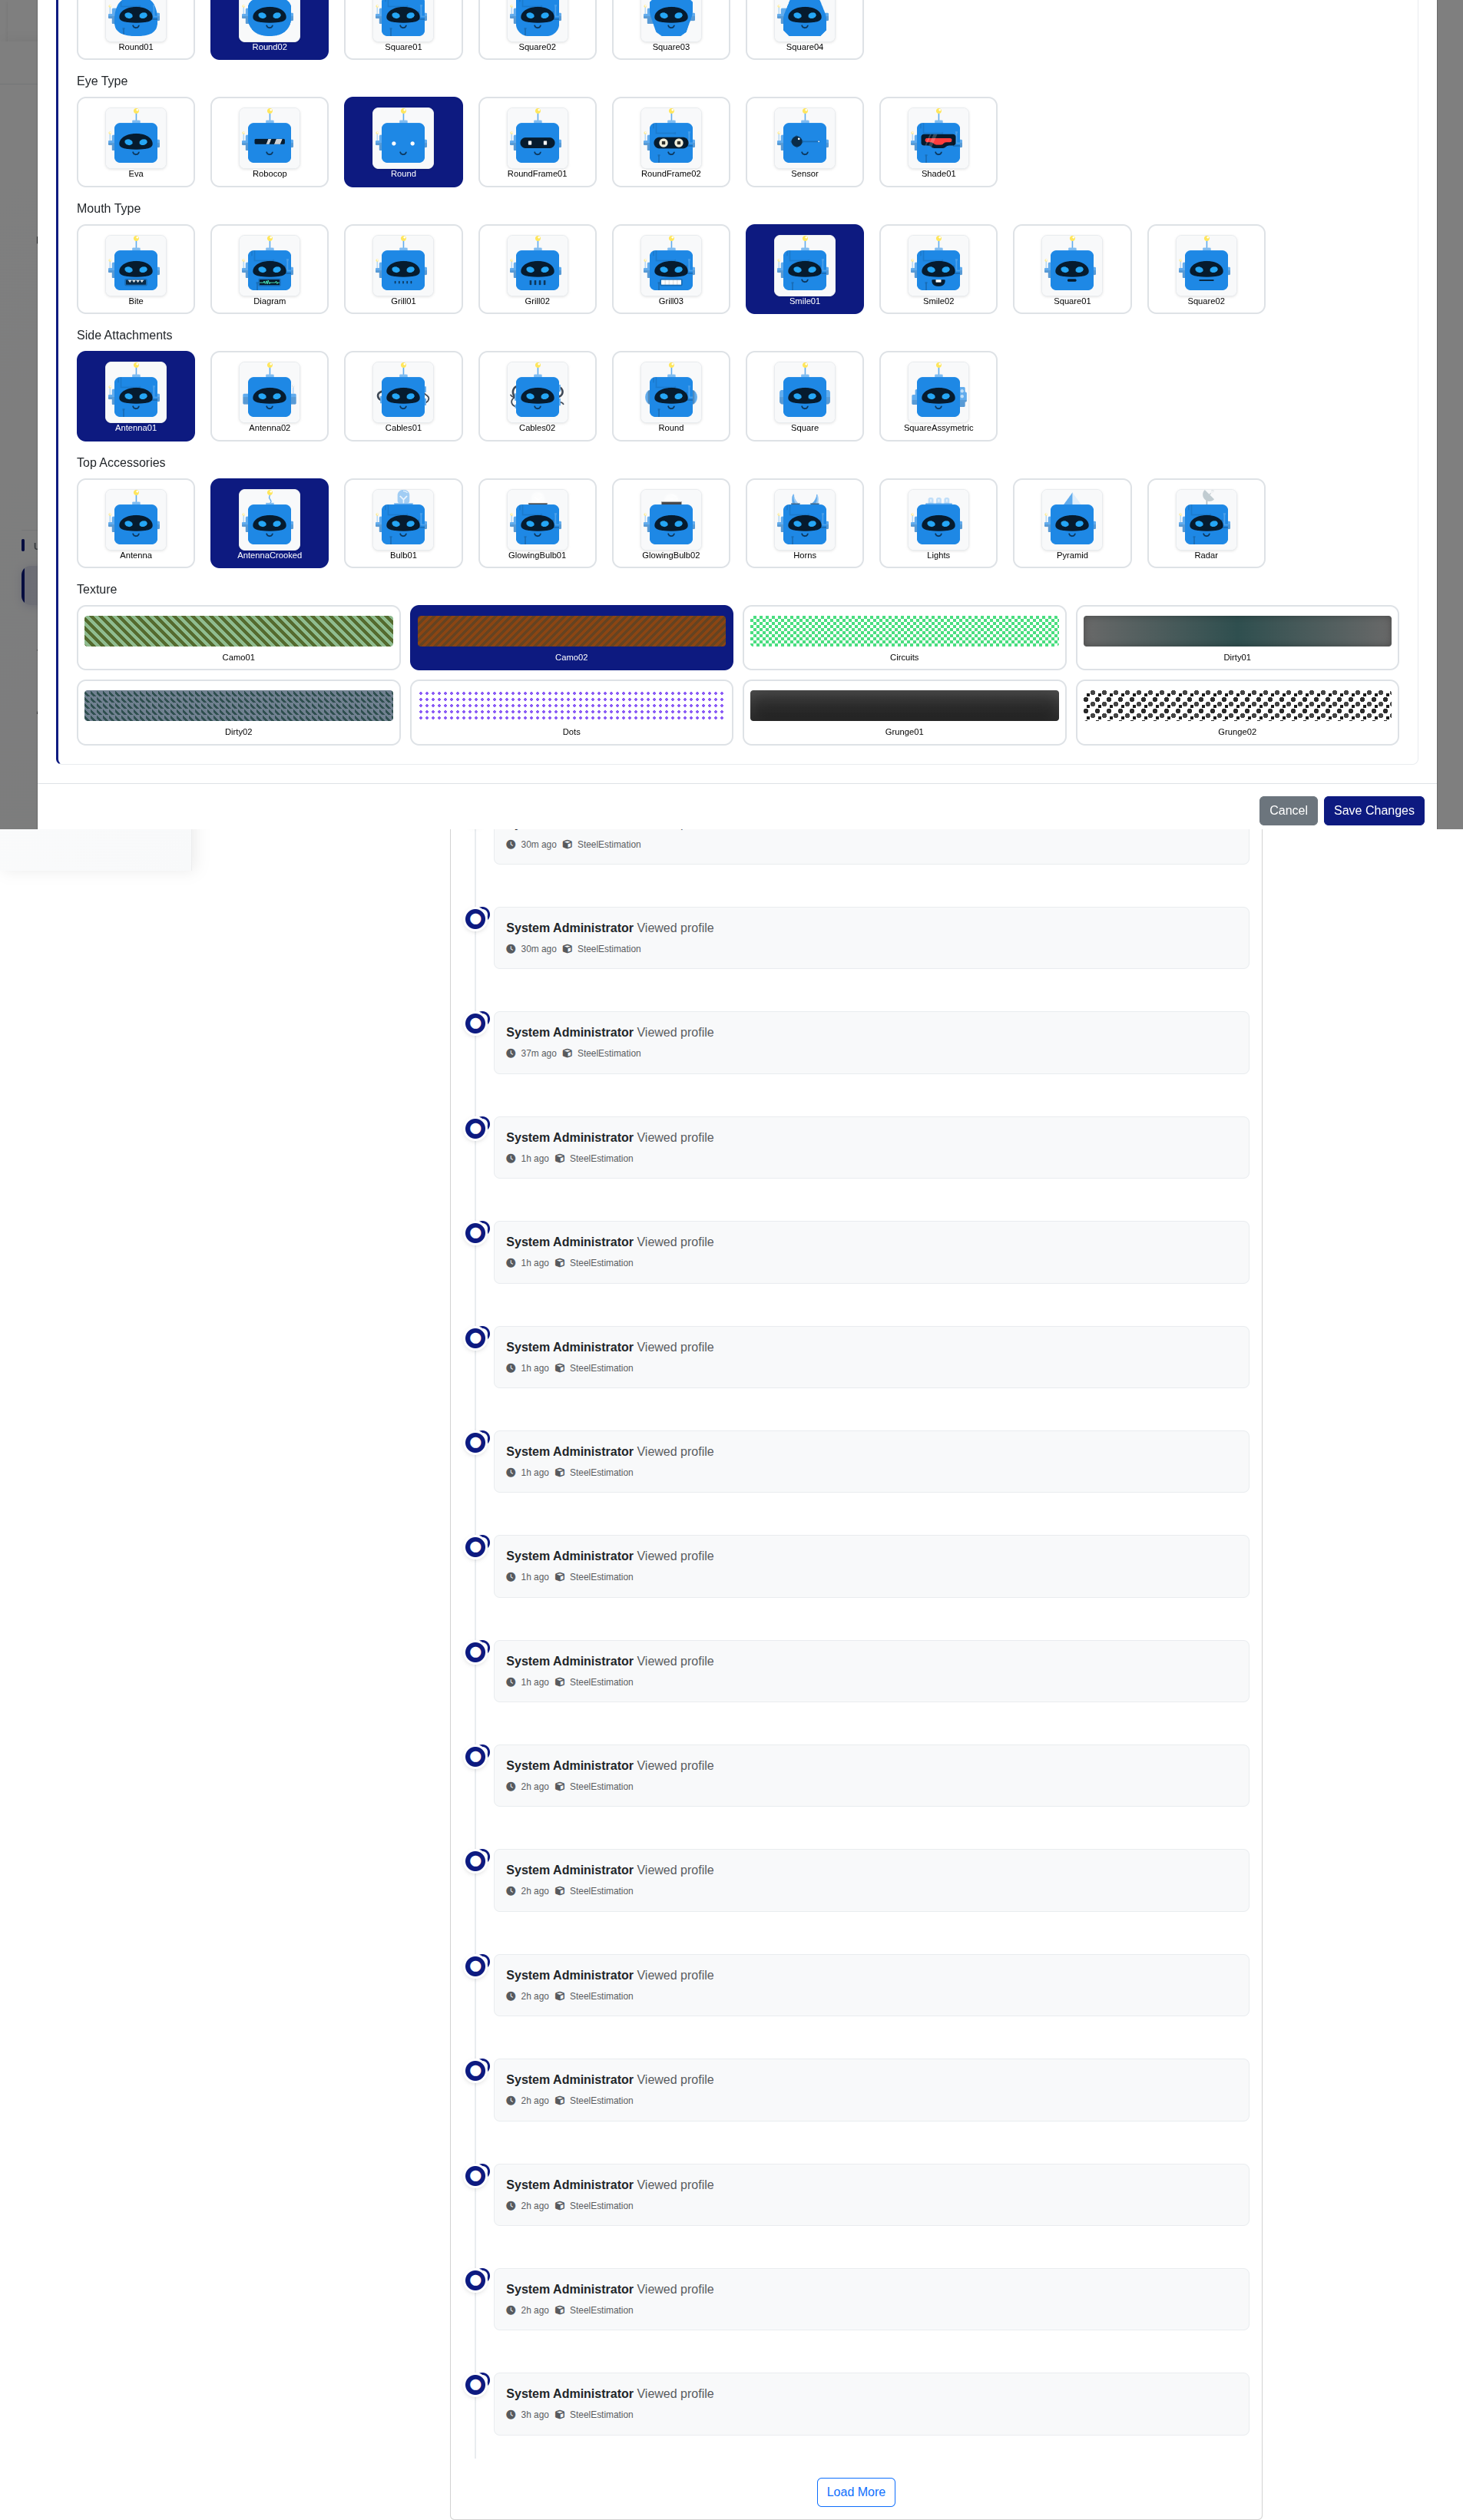 Round01 Round02 Square01 Square02 Square03 Square04
Eye Type
Eva Robocop Round RoundFrame01 RoundFrame02 Sensor Shade01
Mouth Type
Bite Diagram Grill01 Grill02 Grill03 Smile01 Smile02 Square01 Square02
Side Attachments
Antenna01 Antenna02 Cables01 Cables02 Round Square SquareAssymetric
Top Accessories
Antenna AntennaCrooked Bulb01 GlowingBulb01 GlowingBulb02 Horns Lights Pyramid Radar
Texture
Camo01 Camo02 Circuits Dirty01
Dirty02 Dots Grunge01 Grunge02
Cancel Save Changes
30m ago SteelEstimation
System Administrator Viewed profile
30m ago SteelEstimation
System Administrator Viewed profile
37m ago SteelEstimation
System Administrator Viewed profile
1h ago SteelEstimation
System Administrator Viewed profile
1h ago SteelEstimation
System Administrator Viewed profile
1h ago SteelEstimation
System Administrator Viewed profile
1h ago SteelEstimation
System Administrator Viewed profile
1h ago SteelEstimation
System Administrator Viewed profile
1h ago SteelEstimation
System Administrator Viewed profile
2h ago SteelEstimation
System Administrator Viewed profile
2h ago SteelEstimation
System Administrator Viewed profile
2h ago SteelEstimation
System Administrator Viewed profile
2h ago SteelEstimation
System Administrator Viewed profile
2h ago SteelEstimation
System Administrator Viewed profile
2h ago SteelEstimation
System Administrator Viewed profile
3h ago SteelEstimation
Load More